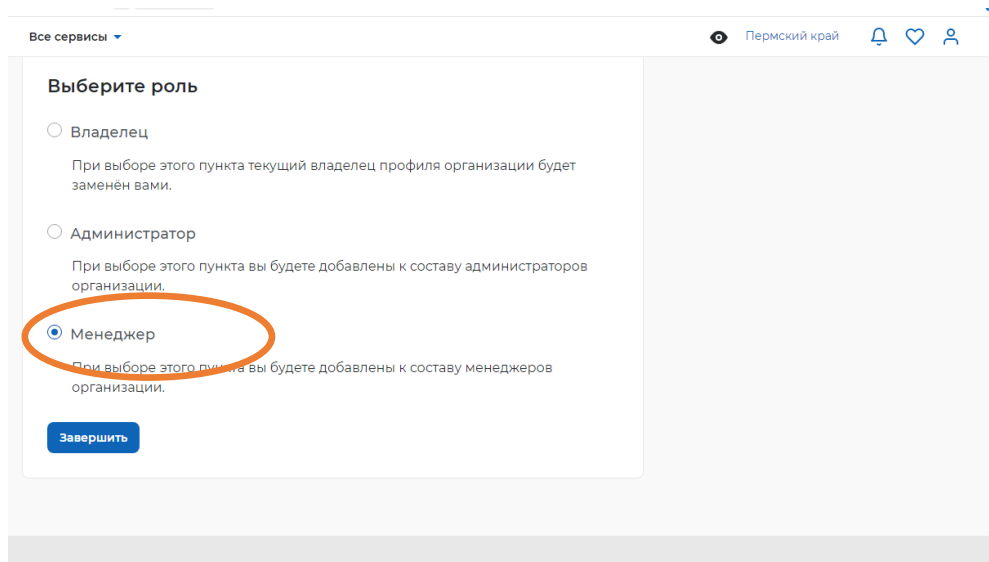 Все сервисы
Пермский край
Выберите роль
Владелец
При выборе этого пункта текущий владелец профиля организации будет
заменён вами.
Администратор
При выборе этого пункта вы будете добавлены к составу администраторов
организации.
Менеджер
При выборе этого пункта вы будете добавлены к составу менеджеров
организации.
Завершить